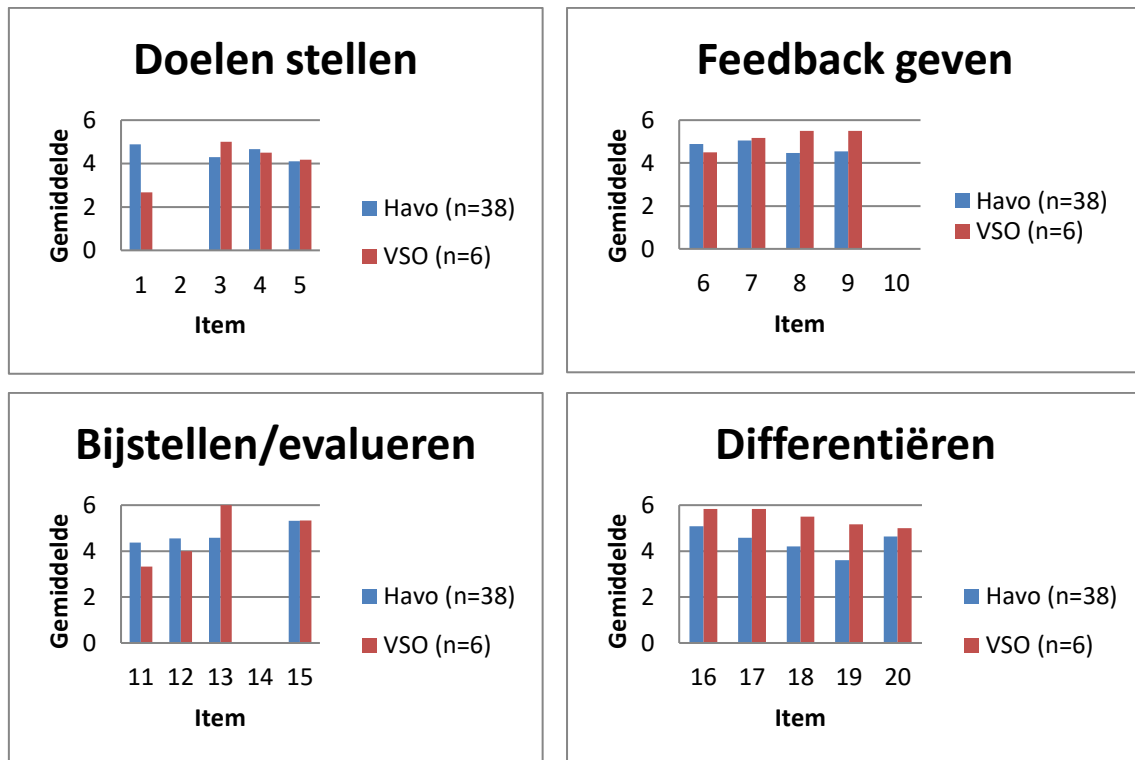 Doelen stellen
6
4
2
0
Gemiddelde
1 2 3 4 5
Item
Havo (n=38)
VSO (n=6)
Feedback geven
6
4
2
0
Gemiddelde
6 7 8 9 10
Item
Havo (n=38)
VSO (n=6)
Bijstellen/evalueren
6
4
2
0
Gemiddelde
11 12 13 14 15
Item
Havo (n=38)
VSO (n=6)
Differentiëren
6
4
2
0
Gemiddelde
16 17 18 19 20
Item
Havo (n=38)
VSO (n=6)